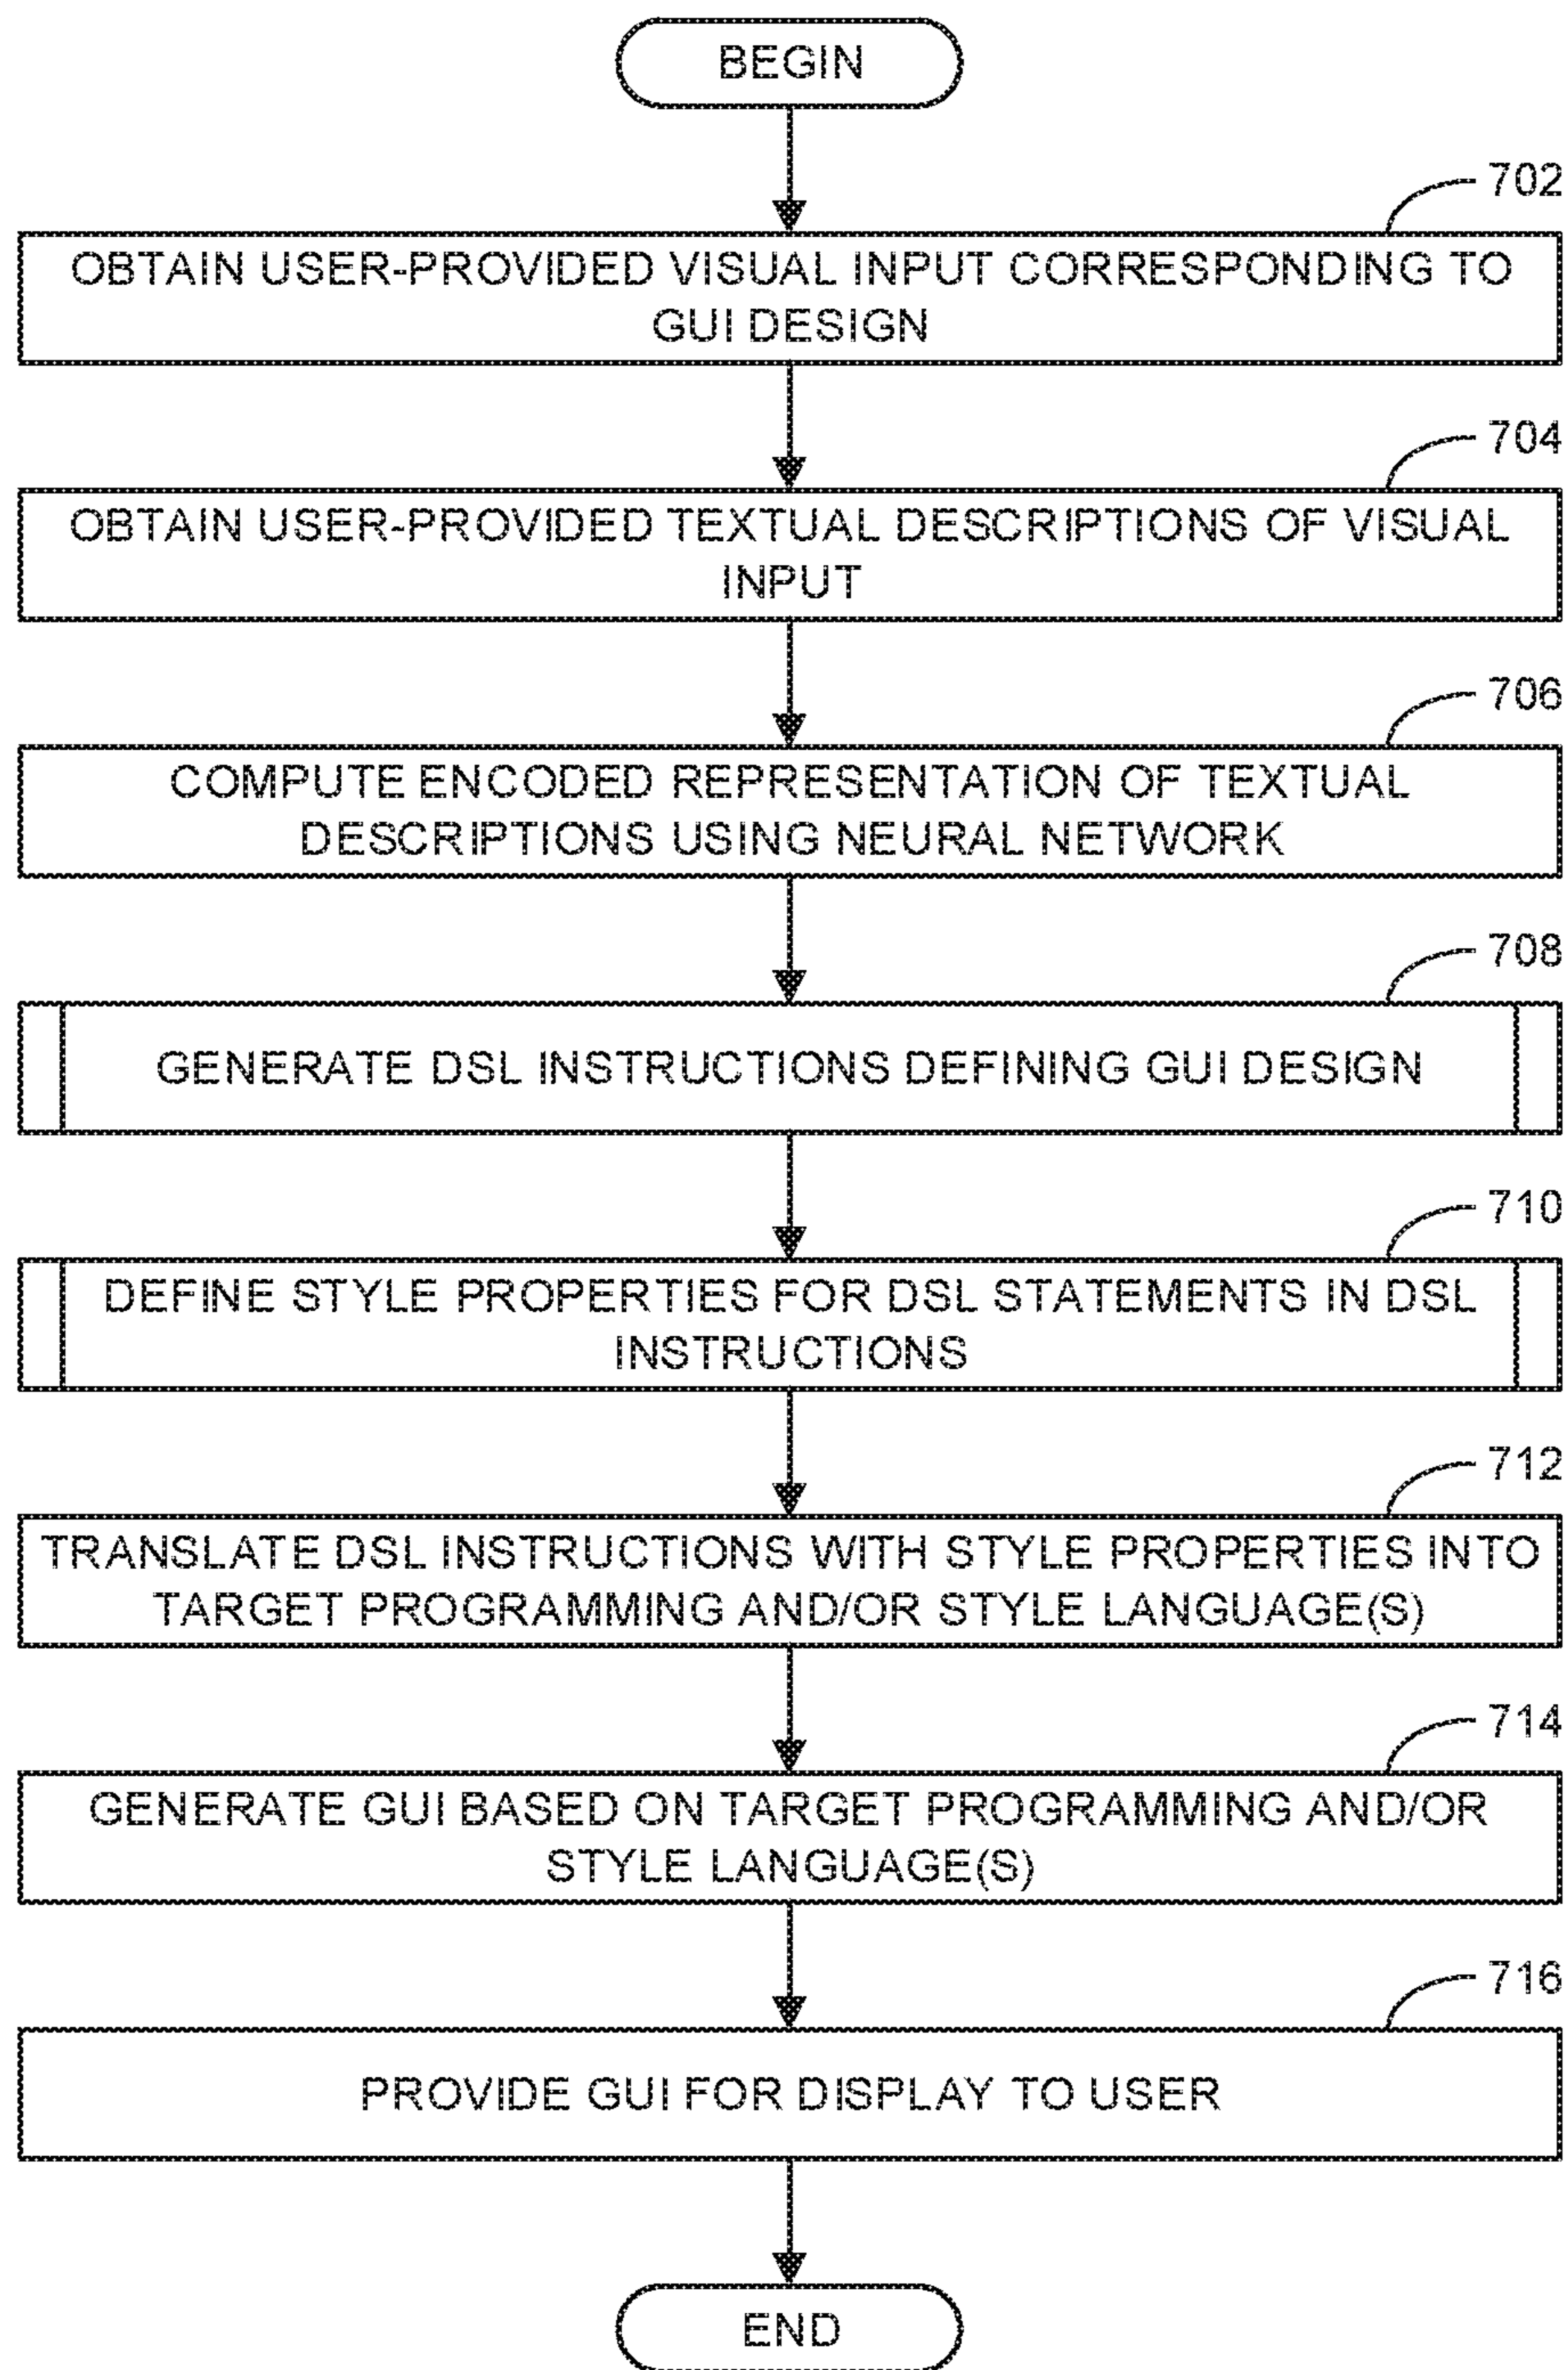 BEGIN
702
OBTAIN USER-PROVIDED VISUAL INPUT CORRESPONDING TO
GUI DESIGN
704
OBTAIN USER-PROVIDED TEXTUAL DESCRIPTIONS OF VISUAL
INPUT
706
COMPUTE ENCODED REPRESENTATION OF TEXTUAL
DESCRIPTIONS USING NEURAL NETWORK
708
GENERATE DSL INSTRUCTIONS DEFINING GUI DESIGN
710
DEFINE STYLE PROPERTIES FOR DSL STATEMENTS IN DSL
INSTRUCTIONS
712
TRANSLATE DSL INSTRUCTIONS WITH STYLE PROPERTIES INTO
TARGET PROGRAMMING AND/OR STYLE LANGUAGE(S)
714
GENERATE GUI BASED ON TARGET PROGRAMMING AND/OR
STYLE LANGUAGE(S)
716
PROVIDE GUI FOR DISPLAY TO USER
END